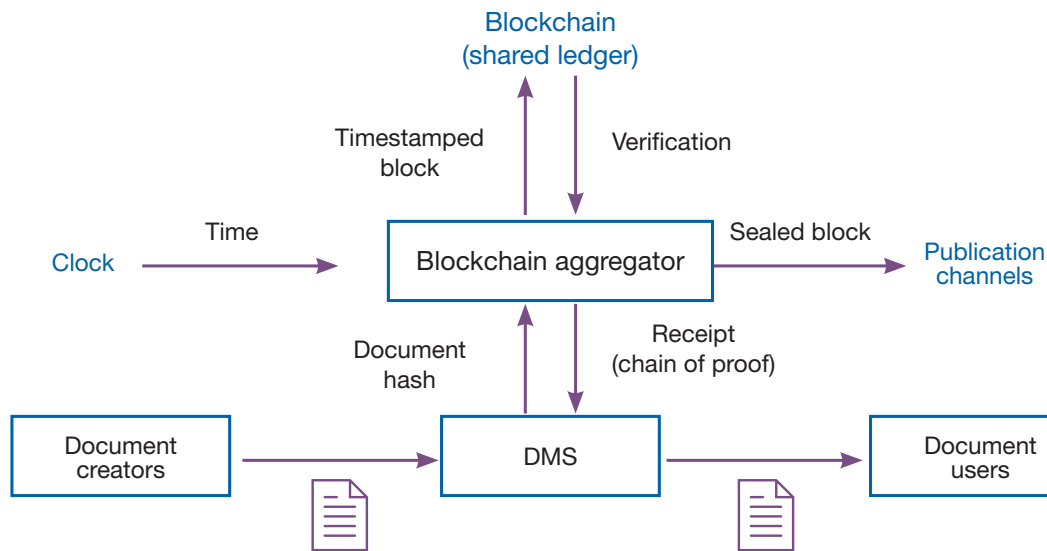 Blockchain
(shared ledger)
Timestamped
block
Verification
Clock
Time
Blockchain aggregator
Sealed block
Publication
channels
Document
hash
Receipt
(chain of proof)
Document
creators
DMS
Document
users